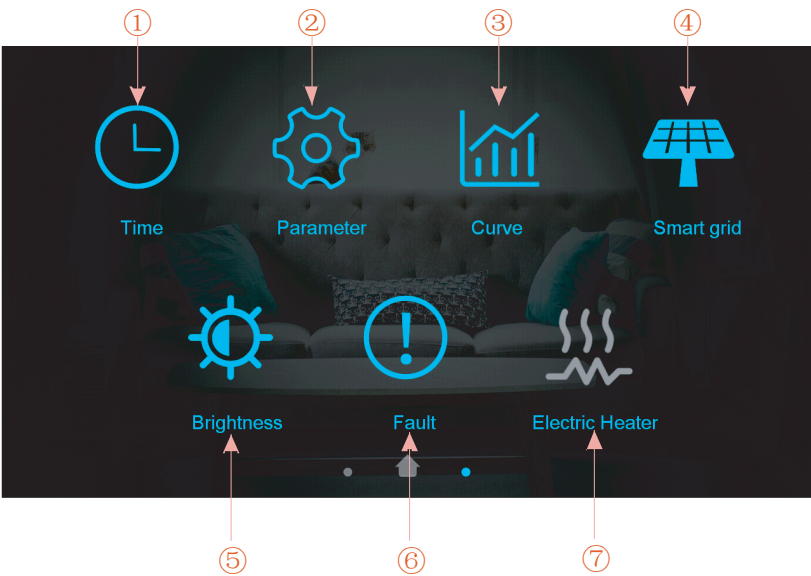 ① ② ③ ④
Time Parameter Curve Smart grid
Brightness Fault Electric Heater
⑤ ⑥ ⑦